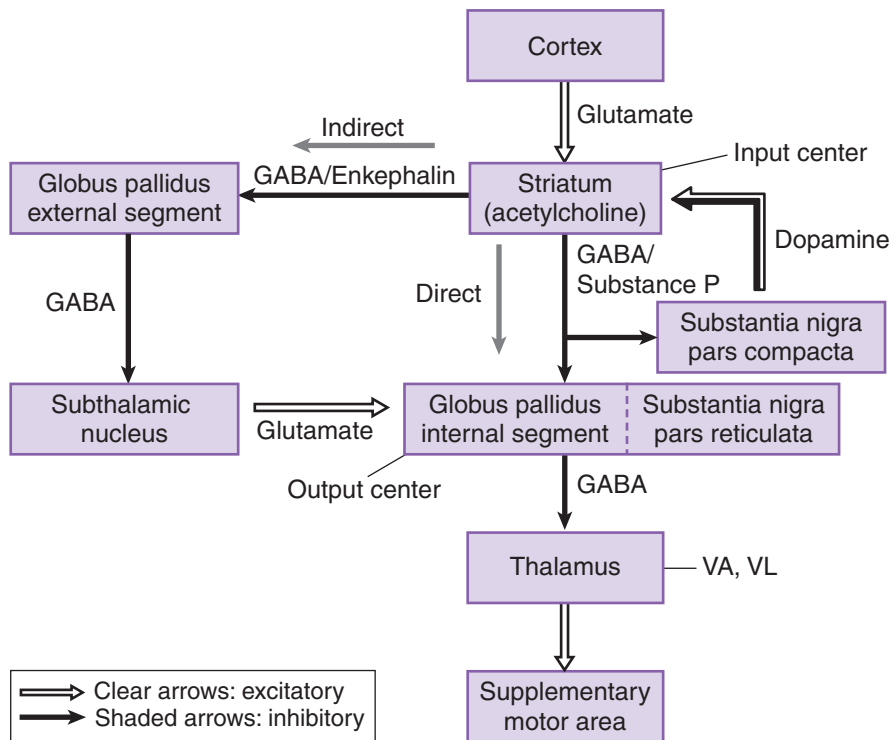 Cortex
Glutamate
Indirect
Input center
GABA/Enkephalin
Globus pallidus
external segment
Striatum
(acetylcholine)
Dopamine
GABA/
Substance P
Direct
GABA
Substantia nigra
pars compacta
Subthalamic
nucleus
Glutamate
Globus pallidus
internal segment
Substantia nigra
pars reticulata
Output center
GABA
Thalamus
VA, VL
Clear arrows: excitatory
Shaded arrows: inhibitory
Supplementary
motor area